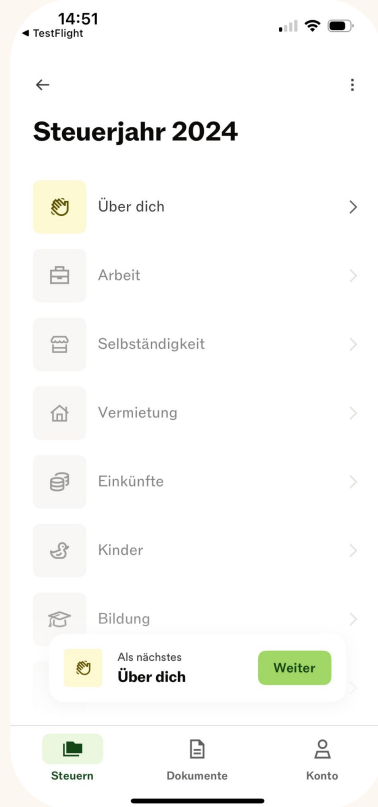 14:51
◀ TestFlight
Steuerjahr 2024
Über dich
Arbeit
Selbständigkeit
Vermietung
Einkünfte
Kinder
Bildung
Als nächstes
Über dich
Weiter
Steuern
Dokumente
Konto